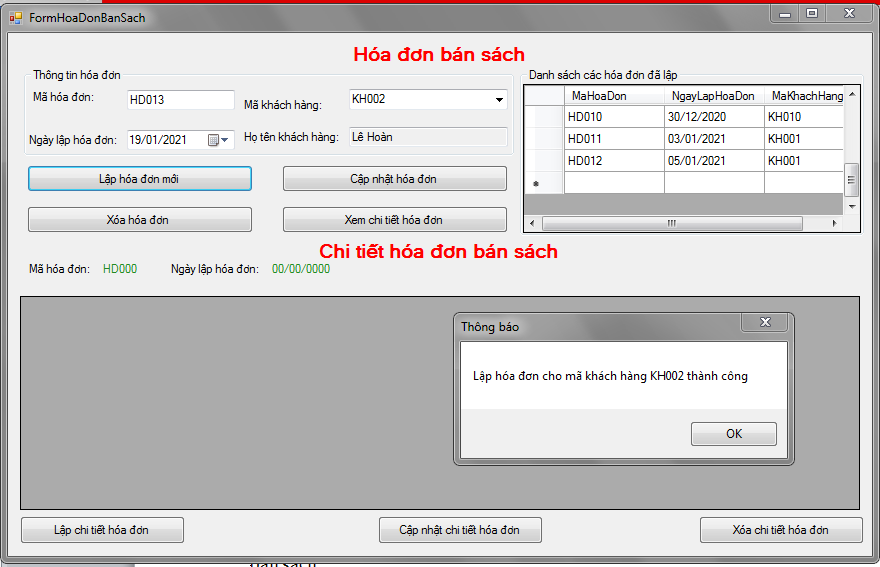 FormHoaDonBanSach
Hóa đơn bán sách
Thông tin hóa đơn
Mã hóa đơn: HD013 Mã khách hàng: KH002
Ngày lập hóa đơn: 19/01/2021 Họ tên khách hàng: Lê Hoàn
Lập hóa đơn mới Cập nhật hóa đơn
Xóa hóa đơn Xem chi tiết hóa đơn
Danh sách các hóa đơn đã lập
MaHoaDon NgayLapHoaDon MaKhachHang
HD010 30/12/2020 KH010
HD011 03/01/2021 KH001
HD012 05/01/2021 KH001
Chi tiết hóa đơn bán sách
Mã hóa đơn: HD000 Ngày lập hóa đơn: 00/00/0000
Thông báo
Lập hóa đơn cho mã khách hàng KH002 thành công
OK
Lập chi tiết hóa đơn Cập nhật chi tiết hóa đơn Xóa chi tiết hóa đơn